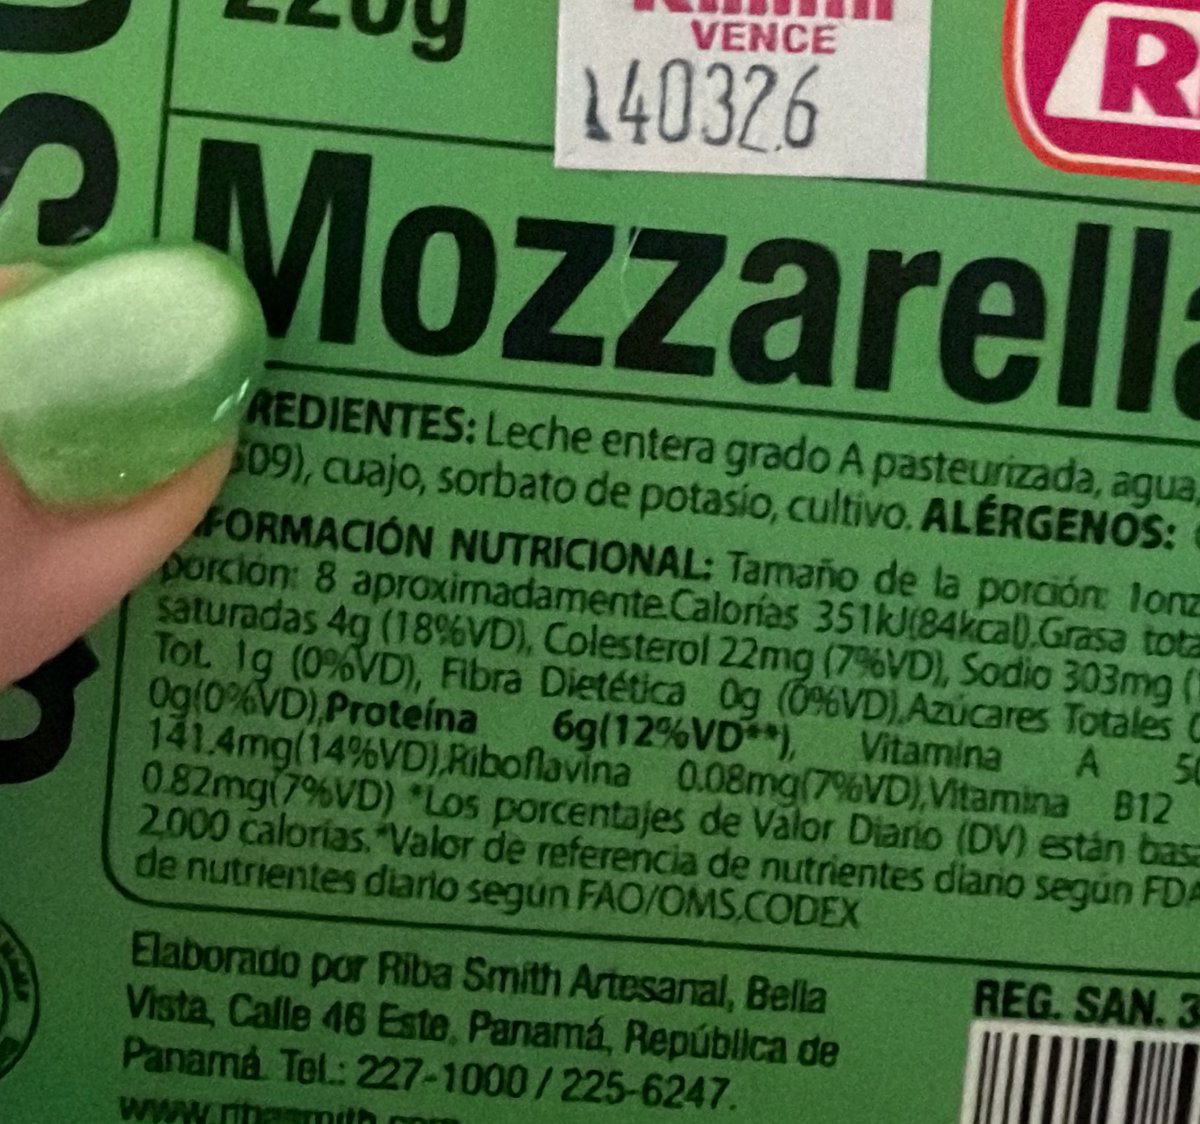 220g
VENCE
140326
Mozzarella
REDIENTES: Leche entera grado A pasteurizada, agua,
509), cuajo, sorbato de potasio, cultivo. ALÉRGENOS:
FORMACIÓN NUTRICIONAL: Tamaño de la porción: 1onz
porción: 8 aproximadamente.Calorías 351kJ(84kcal),Grasa tota
saturadas 4g (18%VD), Colesterol 22mg (7%VD), Sodio 303mg (
Tot. 1g (0%VD), Fibra Dietética 0g (0%VD),Azúcares Totales
0g(0%VD),Proteína 6g(12%VD**), Vitamina A
141.4mg(14%VD),Riboflavina 0.08mg(7%VD),Vitamina B12
0.82mg(7%VD) *Los porcentajes de Valor Diario (DV) están bas
2,000 calorías.*Valor de referencia de nutrientes diario según FDA
de nutrientes diario según FAO/OMS,CODEX
Elaborado por Riba Smith Artesanal, Bella
Vista, Calle 46 Este, Panamá, República de
Panamá. Tel.: 227-1000 / 225-6247.
www.ribasmith.com
REG. SAN. 3